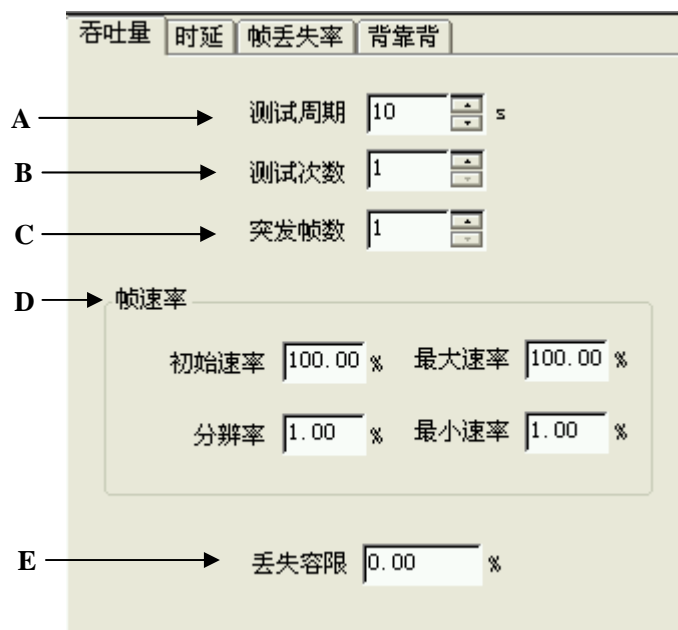 吞吐量 时延 帧丢失率 背靠背
A 测试周期 10 s
B 测试次数 1
C 突发帧数 1
D 帧速率
初始速率 100.00 % 最大速率 100.00 %
分辨率 1.00 % 最小速率 1.00 %
E 丢失容限 0.00 %